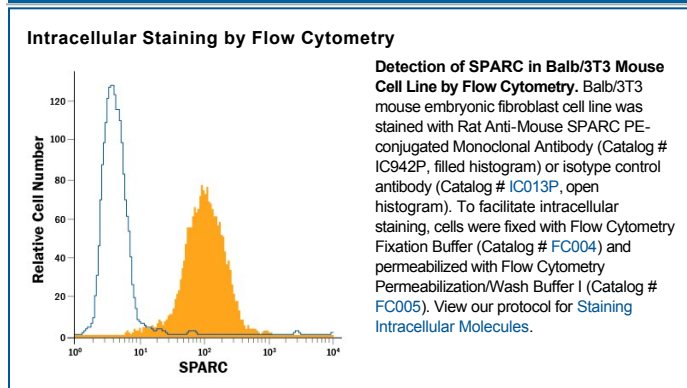 Intracellular Staining by Flow Cytometry
Relative Cell Number
120
100
80
60
40
20
0
10⁰
10¹
10²
10³
10⁴
SPARC
Detection of SPARC in Balb/3T3 Mouse
Cell Line by Flow Cytometry. Balb/3T3
mouse embryonic fibroblast cell line was
stained with Rat Anti-Mouse SPARC PE-
conjugated Monoclonal Antibody (Catalog #
IC942P, filled histogram) or isotype control
antibody (Catalog # IC013P, open
histogram). To facilitate intracellular
staining, cells were fixed with Flow Cytometry
Fixation Buffer (Catalog # FC004) and
permeabilized with Flow Cytometry
Permeabilization/Wash Buffer I (Catalog #
FC005). View our protocol for Staining
Intracellular Molecules.